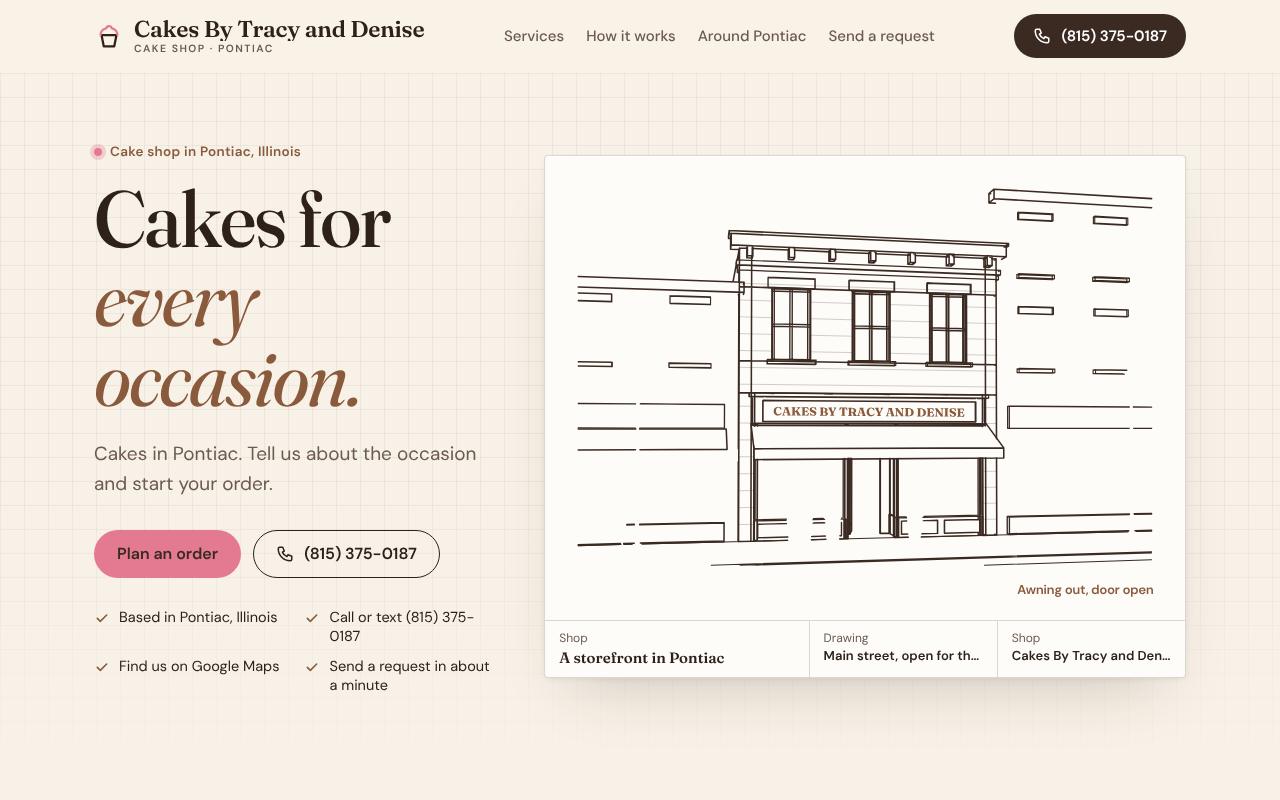 Cakes By Tracy and Denise
CAKE SHOP · PONTIAC
Services
How it works
Around Pontiac
Send a request
(815) 375-0187
Cake shop in Pontiac, Illinois
Cakes for
every
occasion.
Cakes in Pontiac. Tell us about the occasion
and start your order.
Plan an order
(815) 375-0187
Based in Pontiac, Illinois
Call or text (815) 375-
0187
Find us on Google Maps
Send a request in about
a minute
CAKES BY TRACY AND DENISE
Awning out, door open
Shop
A storefront in Pontiac
Drawing
Main street, open for th…
Shop
Cakes By Tracy and Den…